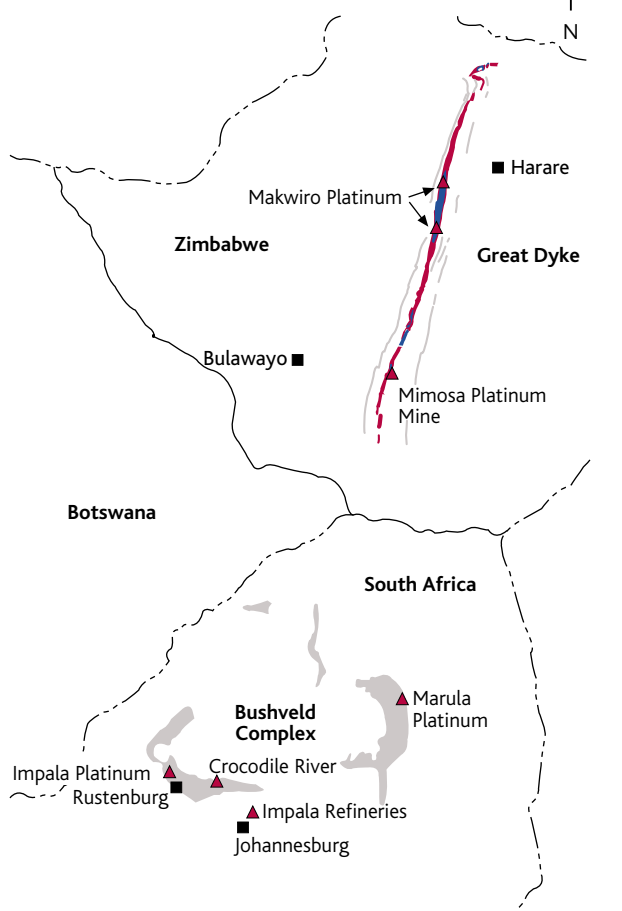 N
Harare
Makwiro Platinum
Zimbabwe
Great Dyke
Bulawayo
Mimosa Platinum
Mine
Botswana
South Africa
Marula
Platinum
Bushveld
Complex
Impala Platinum
Crocodile River
Rustenburg
Impala Refineries
Johannesburg